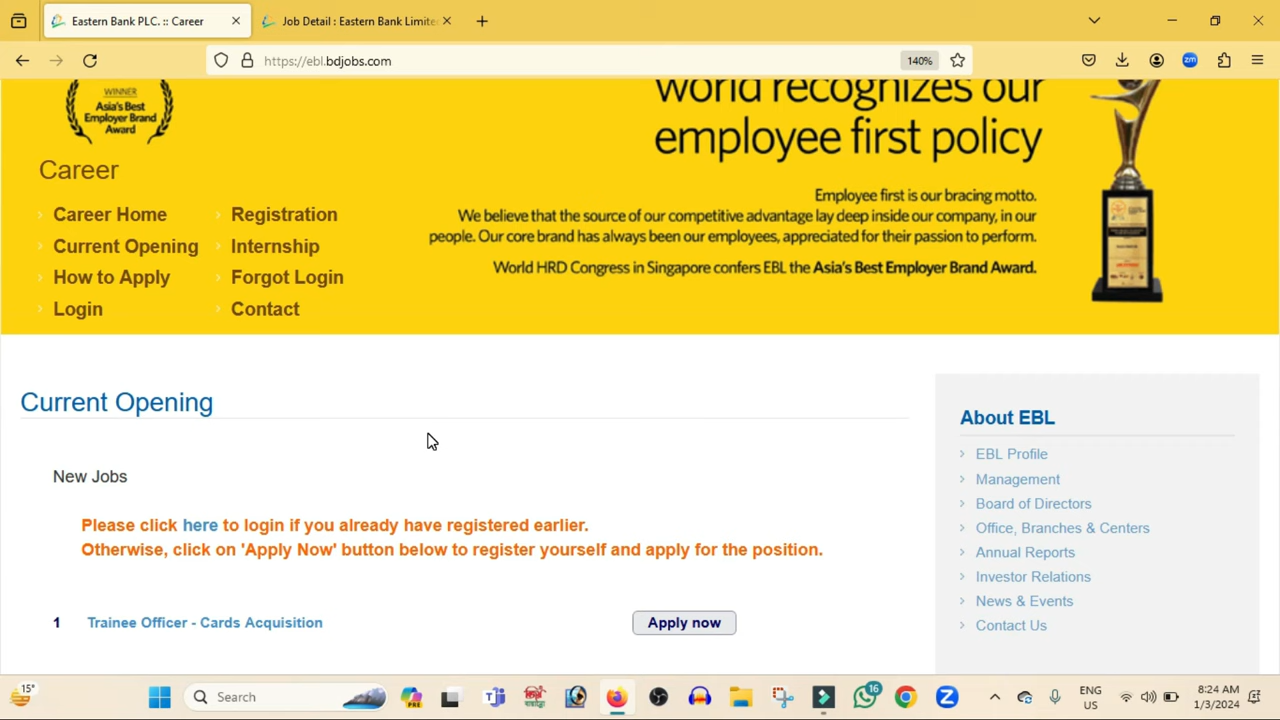 Eastern Bank PLC. :: Career
Job Detail : Eastern Bank Limite
https://ebl.bdjobs.com
140%
zm
WINNER
Asia's Best
Employer Brand
Award
world recognizes our
employee first policy
Career
Career Home
Registration
Current Opening
Internship
How to Apply
Forgot Login
Login
Contact
Employee first is our bracing motto.
We believe that the source of our competitive advantage lay deep inside our company, in our
people. Our core brand has always been our employees, appreciated for their passion to perform.
World HRD Congress in Singapore confers EBL the Asia's Best Employer Brand Award.
Current Opening
New Jobs
Please click here to login if you already have registered earlier.
Otherwise, click on 'Apply Now' button below to register yourself and apply for the position.
1 Trainee Officer - Cards Acquisition
Apply now
About EBL
EBL Profile
Management
Board of Directors
Office, Branches & Centers
Annual Reports
Investor Relations
News & Events
Contact Us
15°
Search
PRE
16
ENG
US
8:24 AM
1/3/2024